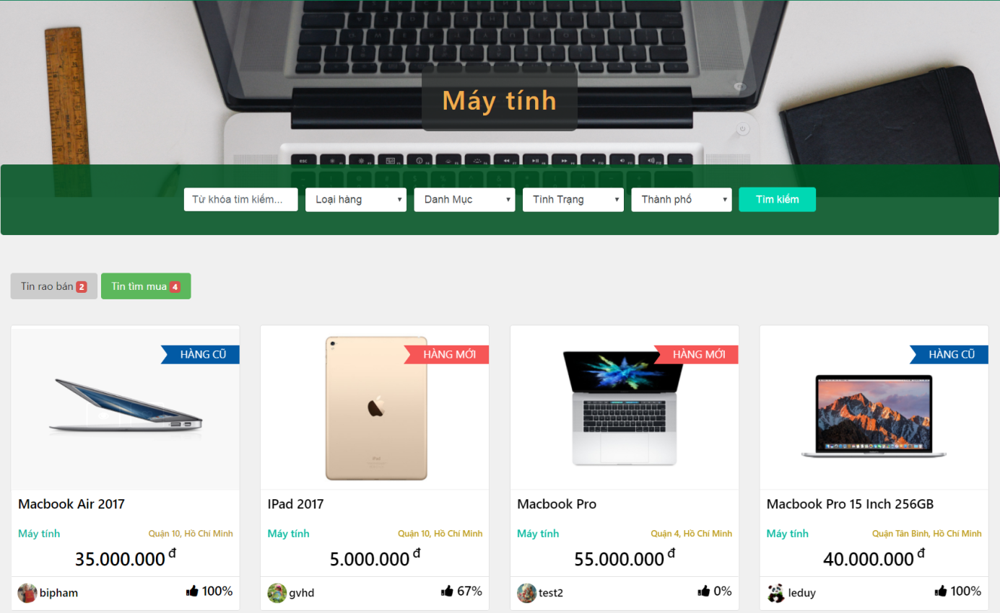 Máy tính
Từ khóa tìm kiếm...
Loại hàng
Danh Mục
Tình Trạng
Thành phố
Tìm kiếm
Tin rao bán 2
Tin tìm mua 4
HÀNG CŨ
HÀNG MỚI
HÀNG MỚI
HÀNG CŨ
Macbook Air 2017
IPad 2017
Macbook Pro
Macbook Pro 15 Inch 256GB
Máy tính
Quận 10, Hồ Chí Minh
Máy tính
Quận 10, Hồ Chí Minh
Máy tính
Quận 4, Hồ Chí Minh
Máy tính
Quận Tân Bình, Hồ Chí Minh
35.000.000 đ
5.000.000 đ
55.000.000 đ
40.000.000 đ
bipham
100%
gvhd
67%
test2
0%
leduy
100%